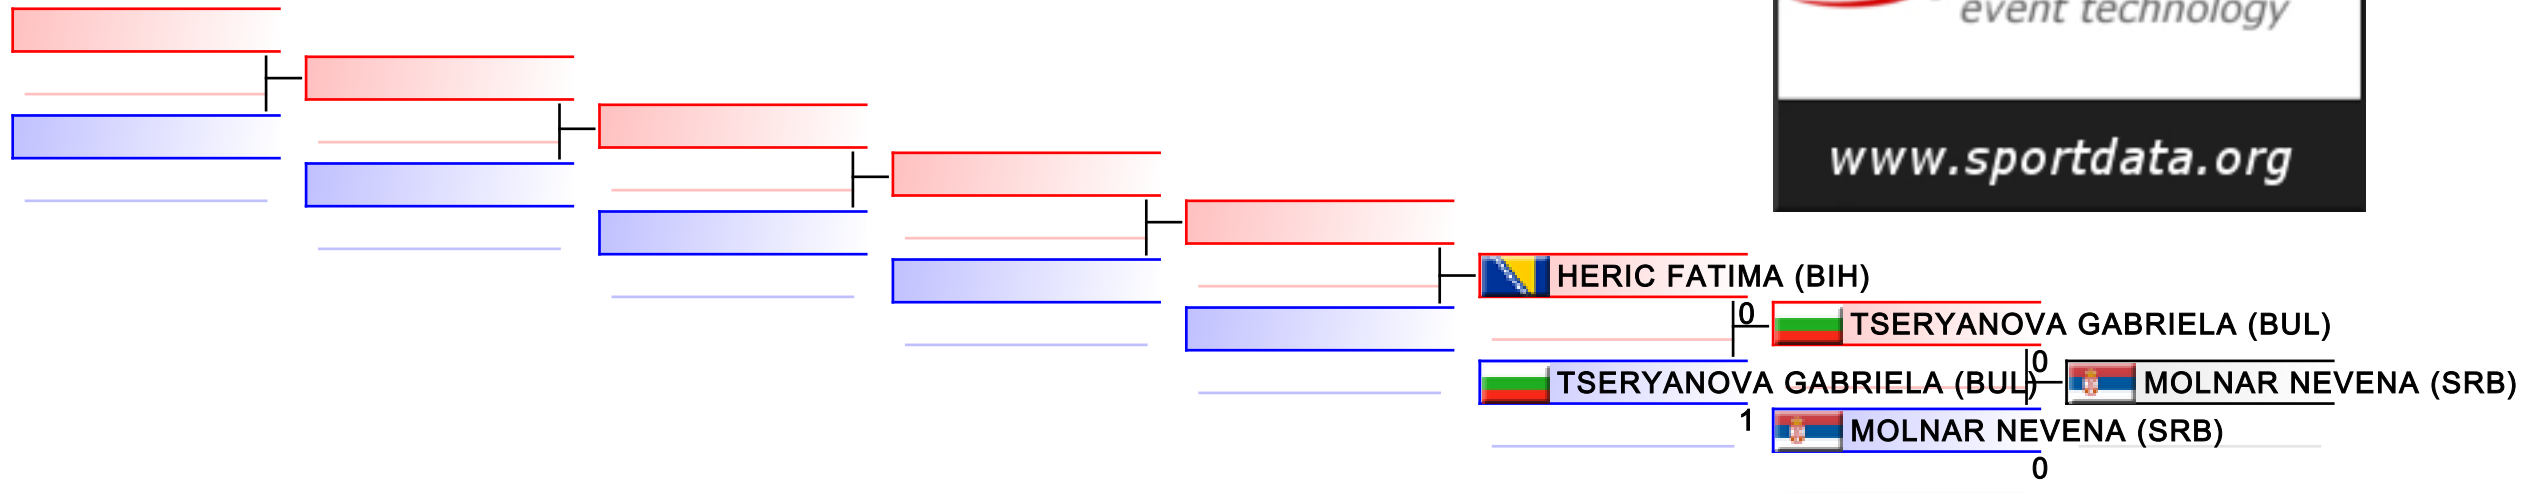 event technology
www.sportdata.org
HERIC FATIMA (BIH)
0
TSERYANOVA GABRIELA (BUL)
0
TSERYANOVA GABRIELA (BUL)
MOLNAR NEVENA (SRB)
1
MOLNAR NEVENA (SRB)
0